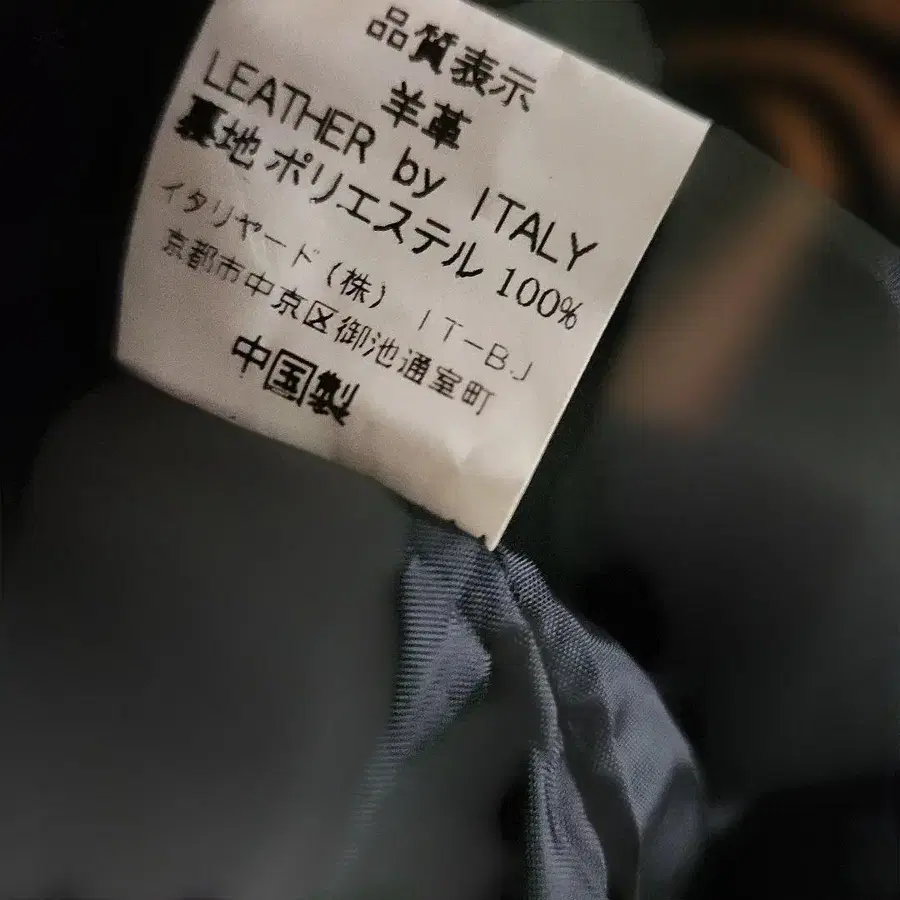 品質表示
羊革
LEATHER by ITALY
裏地 ポリエステル 100%
イタリヤード (株) IT-BJ
京都市中京区御池通室町
中国製